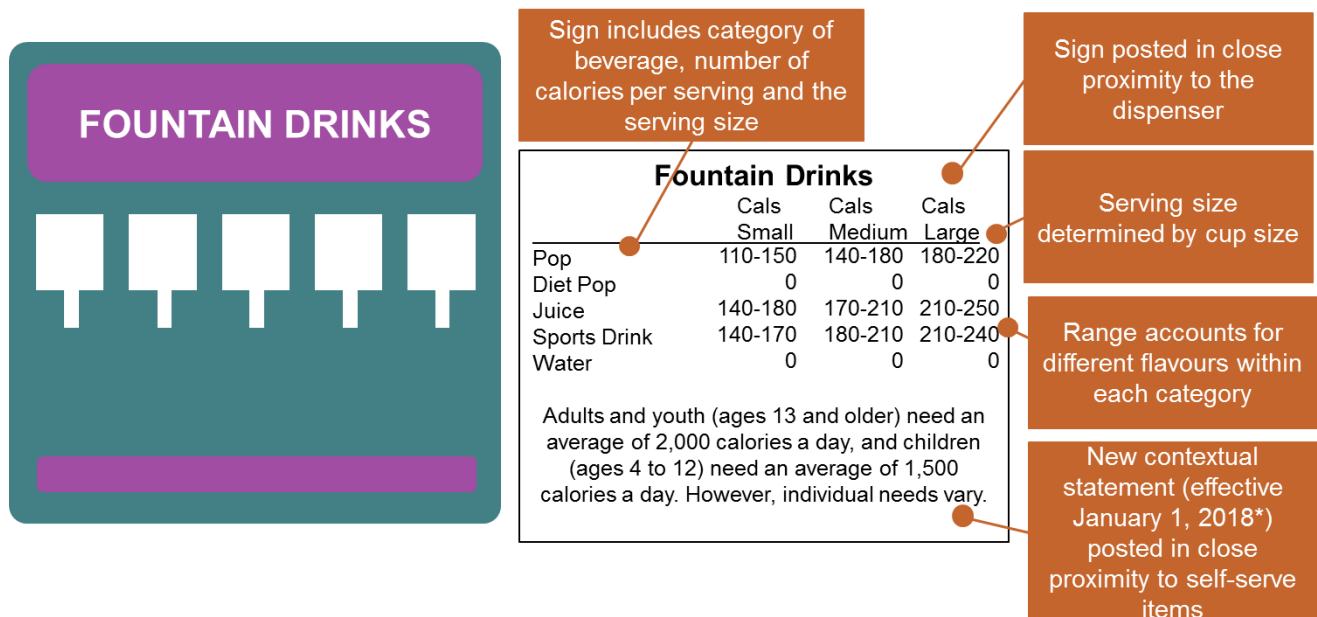 FOUNTAIN DRINKS
Sign includes category of
beverage, number of
calories per serving and the
serving size
Sign posted in close
proximity to the
dispenser
Fountain Drinks
Cals Cals Cals
Small Medium Large
Pop 110-150 140-180 180-220
Diet Pop 0 0 0
Juice 140-180 170-210 210-250
Sports Drink 140-170 180-210 210-240
Water 0 0 0
Adults and youth (ages 13 and older) need an
average of 2,000 calories a day, and children
(ages 4 to 12) need an average of 1,500
calories a day. However, individual needs vary.
Serving size
determined by cup size
Range accounts for
different flavours within
each category
New contextual
statement (effective
January 1, 2018*)
posted in close
proximity to self-serve
items